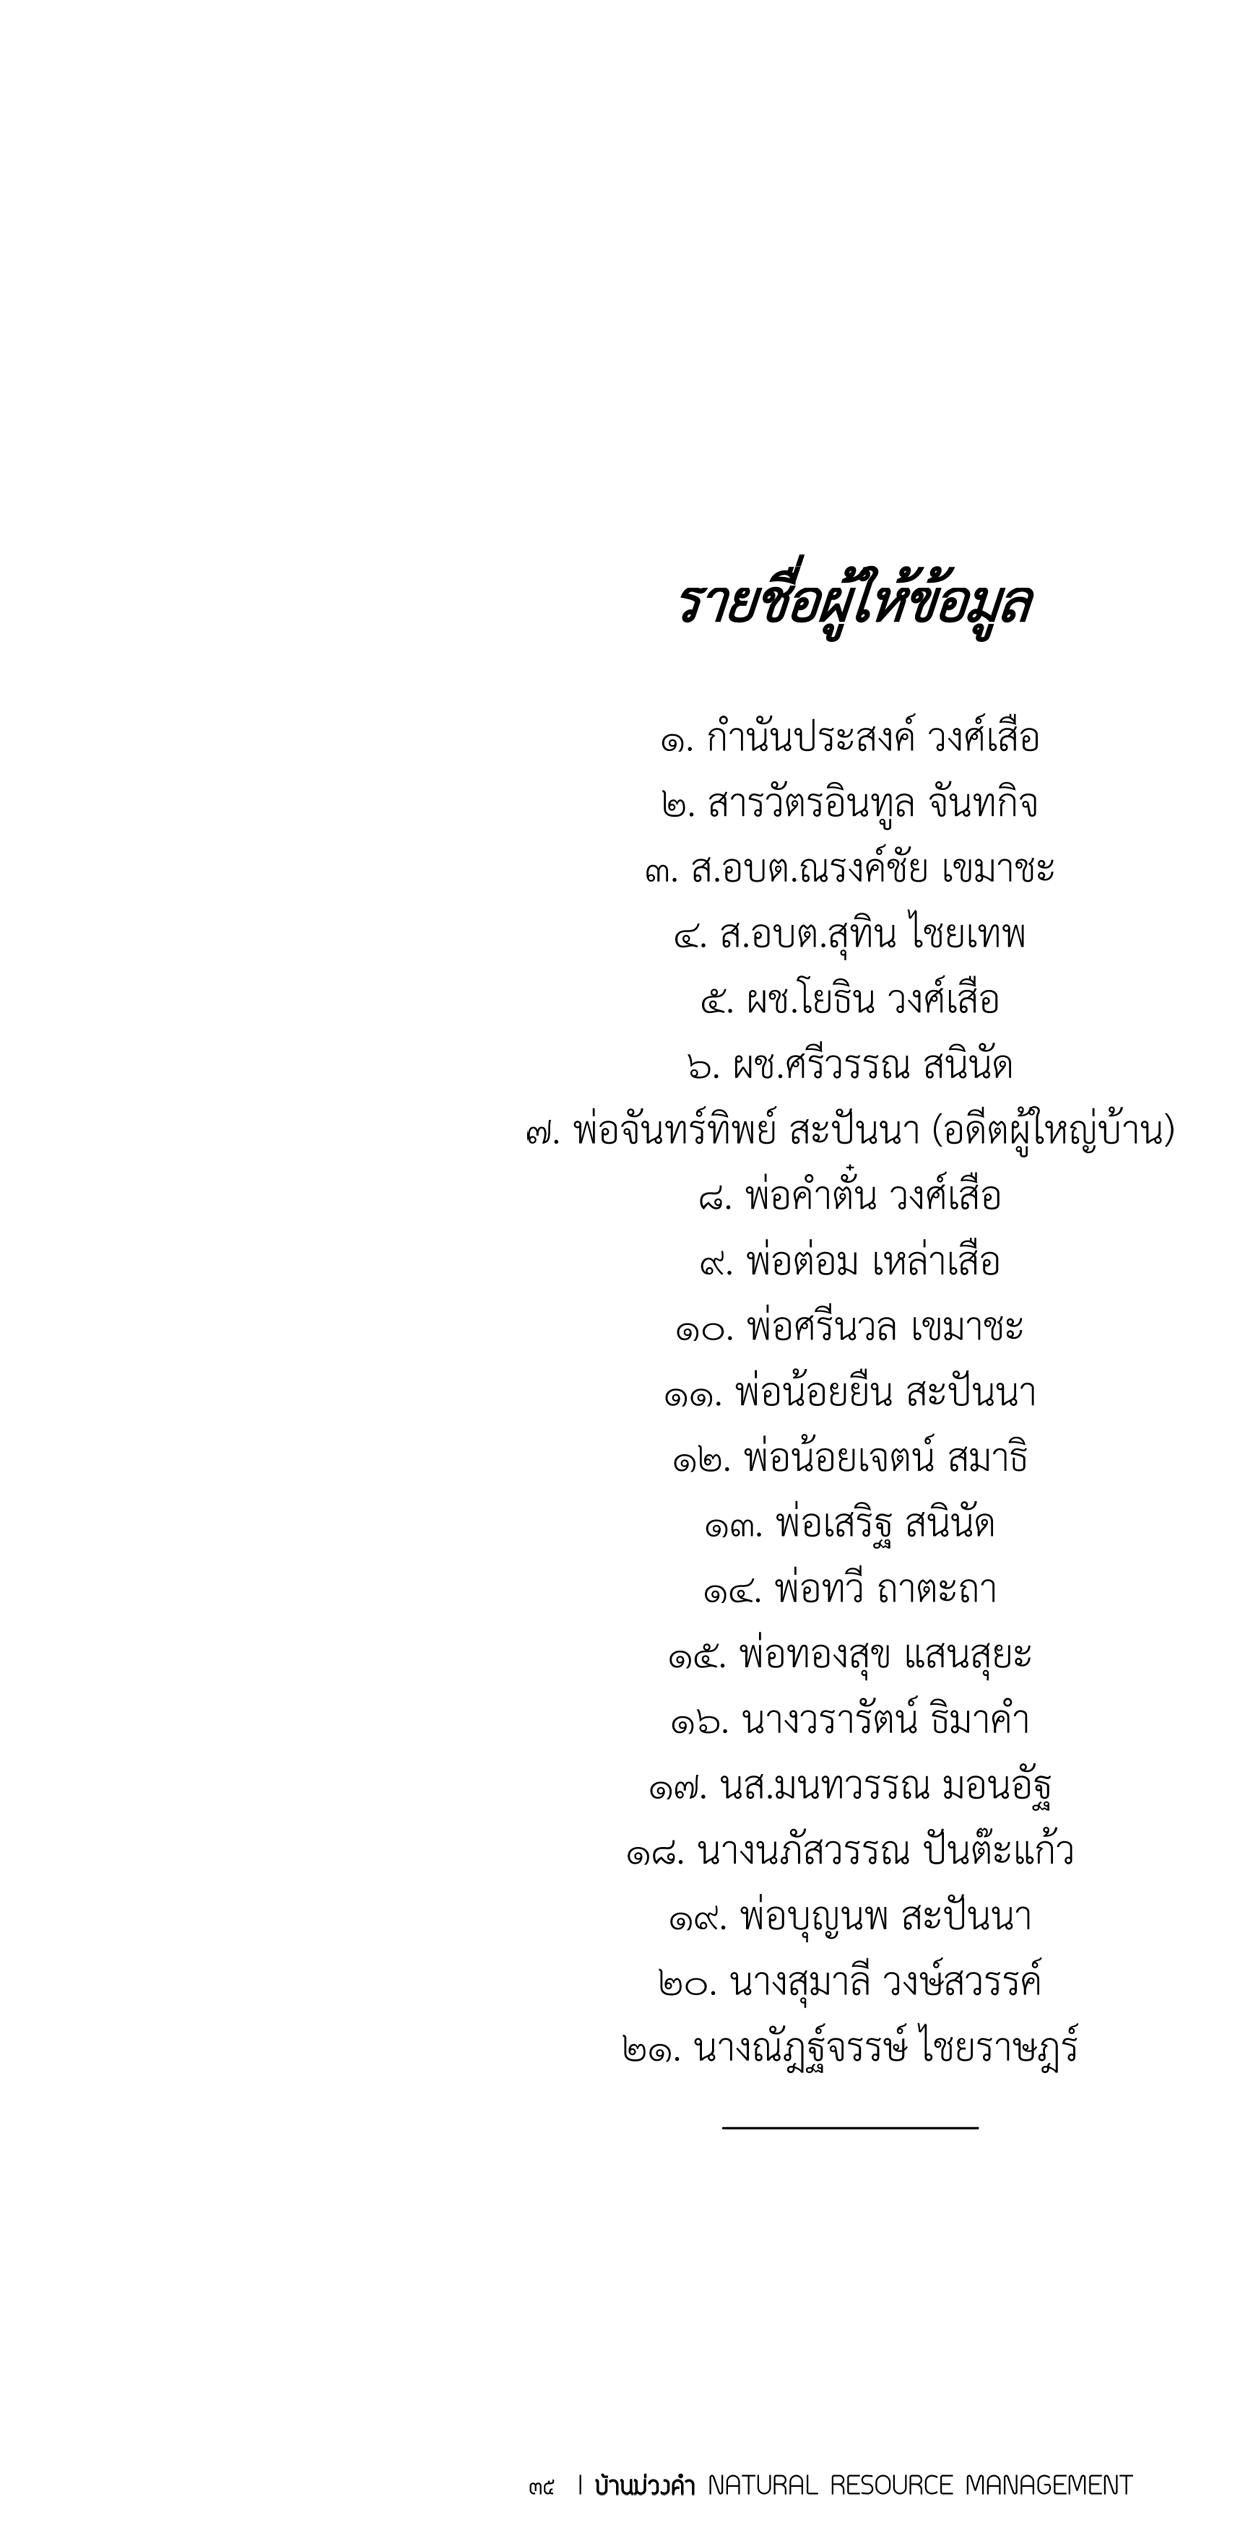 รายชื่อผู้ให้ข้อมูล
๑. กำนันประสงค์ วงศ์เสือ
๒. สารวัตรอินทูล จันทกิจ
๓. ส.อบต.ณรงค์ชัย เขมาชะ
๔. ส.อบต.สุทิน ไชยเทพ
๕. ผช.โยธิน วงศ์เสือ
๖. ผช.ศรีวรรณ สนินัด
๗. พ่อจันทร์ทิพย์ สะปันนา (อดีตผู้ใหญ่บ้าน)
๘. พ่อคำตั๋น วงศ์เสือ
๙. พ่อต่อม เหล่าเสือ
๑๐. พ่อศรีนวล เขมาชะ
๑๑. พ่อน้อยยืน สะปันนา
๑๒. พ่อน้อยเจตน์ สมาธิ
๑๓. พ่อเสริฐ สนินัด
๑๔. พ่อทวี ถาตะถา
๑๕. พ่อทองสุข แสนสุยะ
๑๖. นางวรารัตน์ ธิมาคำ
๑๗. นส.มนทวรรณ มอนอัฐ
๑๘. นางนภัสวรรณ ปันต๊ะแก้ว
๑๙. พ่อบุญนพ สะปันนา
๒๐. นางสุมาลี วงษ์สวรรค์
๒๑. นางณัฎฐ์จรรษ์ ไชยราษฎร์
๓๕ | บ้านม่วงคำ NATURAL RESOURCE MANAGEMENT